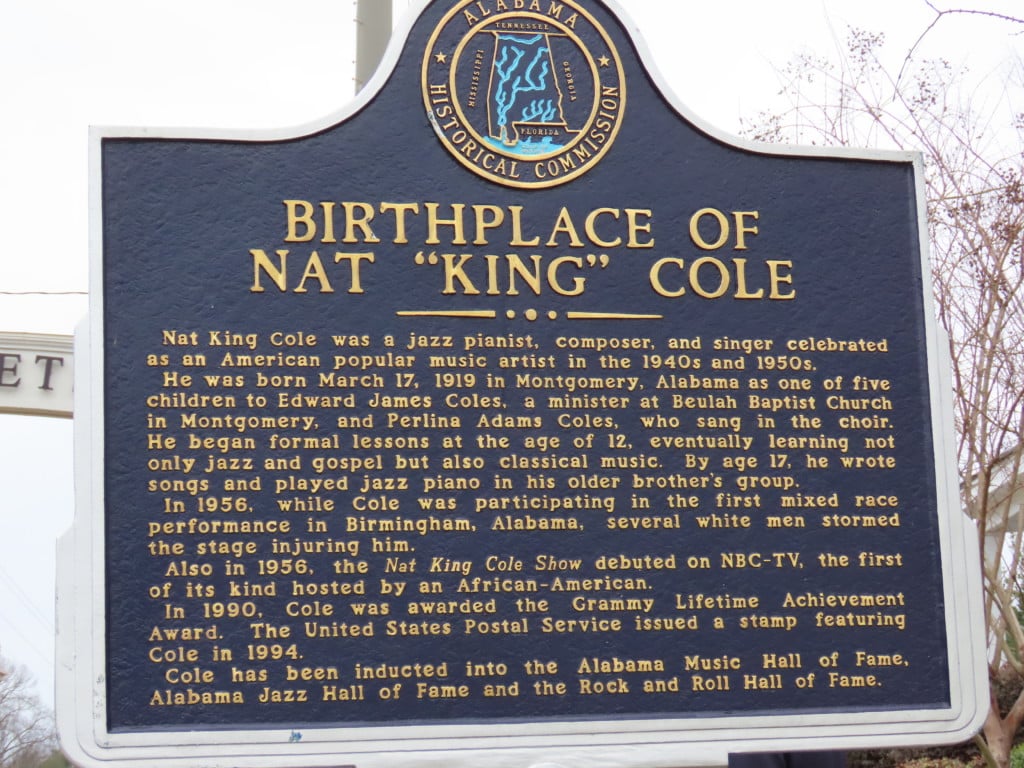 ALABAMA
TENNESSEE
MISSISSIPPI
GEORGIA
FLORIDA
HISTORICAL COMMISSION
BIRTHPLACE OF
NAT "KING" COLE
Nat King Cole was a jazz pianist, composer, and singer celebrated
as an American popular music artist in the 1940s and 1950s.
He was born March 17, 1919 in Montgomery, Alabama as one of five
children to Edward James Coles, a minister at Beulah Baptist Church
in Montgomery, and Perlina Adams Coles, who sang in the choir.
He began formal lessons at the age of 12, eventually learning not
only jazz and gospel but also classical music. By age 17, he wrote
songs and played jazz piano in his older brother's group.
In 1956, while Cole was participating in the first mixed race
performance in Birmingham, Alabama, several white men stormed
the stage injuring him.
Also in 1956, the Nat King Cole Show debuted on NBC-TV, the first
of its kind hosted by an African-American.
In 1990, Cole was awarded the Grammy Lifetime Achievement
Award. The United States Postal Service issued a stamp featuring
Cole in 1994.
Cole has been inducted into the Alabama Music Hall of Fame,
Alabama Jazz Hall of Fame and the Rock and Roll Hall of Fame.
ET